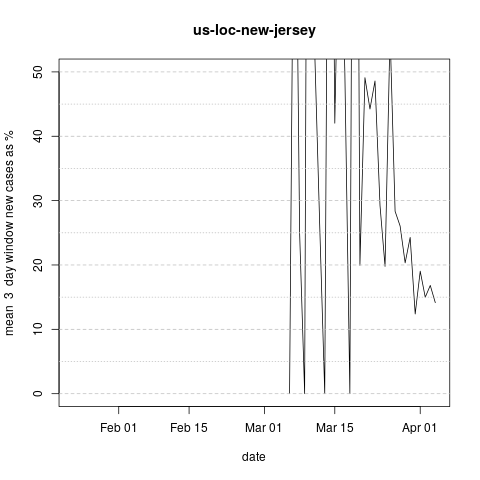 us-loc-new-jersey
mean 3 day window new cases as %
50
40
30
20
10
0
Feb 01 Feb 15 Mar 01 Mar 15 Apr 01
date